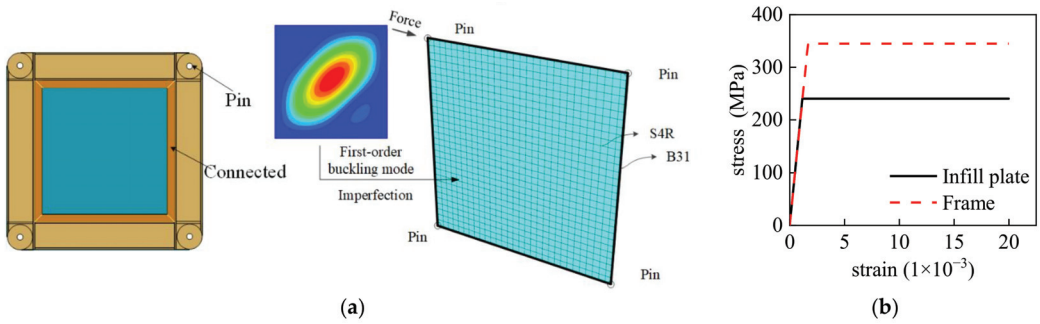 Pin
Connected
First-order
buckling mode
Imperfection
Force
Pin
Pin
S4R
B31
Pin
Pin
(a)
400
300
200
100
0
stress (MPa)
Infill plate
Frame
0 5 10 15 20
strain (1×10⁻³)
(b)